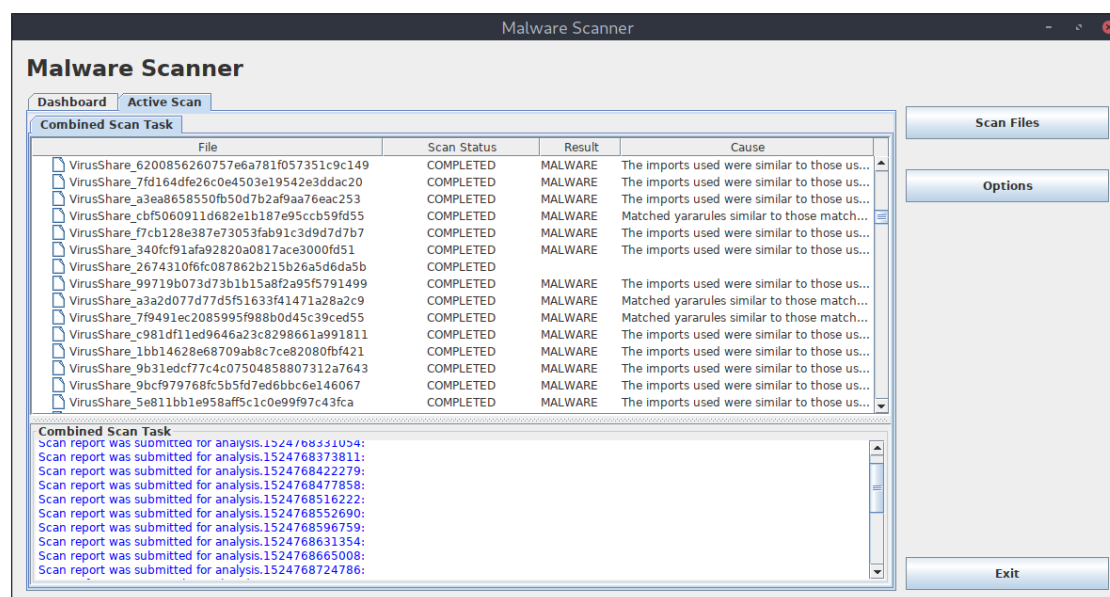 Malware Scanner
Malware Scanner
Dashboard Active Scan
Combined Scan Task
File Scan Status Result Cause
VirusShare_6200856260757e6a781f057351c9c149 COMPLETED MALWARE The imports used were similar to those us...
VirusShare_7fd164dfe26c0e4503e19542e3ddac20 COMPLETED MALWARE The imports used were similar to those us...
VirusShare_a3ea8658550fb50d7b2af9aa76eac253 COMPLETED MALWARE The imports used were similar to those us...
VirusShare_cbf5060911d682e1b187e95ccb59fd55 COMPLETED MALWARE Matched yararules similar to those match...
VirusShare_f7cb128e387e73053fab91c3d9d7d7b7 COMPLETED MALWARE The imports used were similar to those us...
VirusShare_340fcf91afa92820a0817ace3000fd51 COMPLETED MALWARE The imports used were similar to those us...
VirusShare_2674310f6fc087862b215b26a5d6da5b COMPLETED
VirusShare_99719b073d73b1b15a8f2a95f5791499 COMPLETED MALWARE The imports used were similar to those us...
VirusShare_a3a2d077d77d5f51633f41471a28a2c9 COMPLETED MALWARE Matched yararules similar to those match...
VirusShare_7f9491ec2085995f988b0d45c39ced55 COMPLETED MALWARE Matched yararules similar to those match...
VirusShare_c981df11ed9646a23c8298661a991811 COMPLETED MALWARE The imports used were similar to those us...
VirusShare_1bb14628e68709ab8c7ce82080fbf421 COMPLETED MALWARE The imports used were similar to those us...
VirusShare_9b31edcf77c4c07504858807312a7643 COMPLETED MALWARE The imports used were similar to those us...
VirusShare_9bcf979768fc5b5fd7ed6bbc6e146067 COMPLETED MALWARE The imports used were similar to those us...
VirusShare_5e811bb1e958aff5c1c0e99f97c43fca COMPLETED MALWARE The imports used were similar to those us...
Combined Scan Task
Scan report was submitted for analysis.1524768331054:
Scan report was submitted for analysis.1524768373811:
Scan report was submitted for analysis.1524768422279:
Scan report was submitted for analysis.1524768477858:
Scan report was submitted for analysis.1524768516222:
Scan report was submitted for analysis.1524768552690:
Scan report was submitted for analysis.1524768596759:
Scan report was submitted for analysis.1524768631354:
Scan report was submitted for analysis.1524768665008:
Scan report was submitted for analysis.1524768724786:
Scan Files
Options
Exit